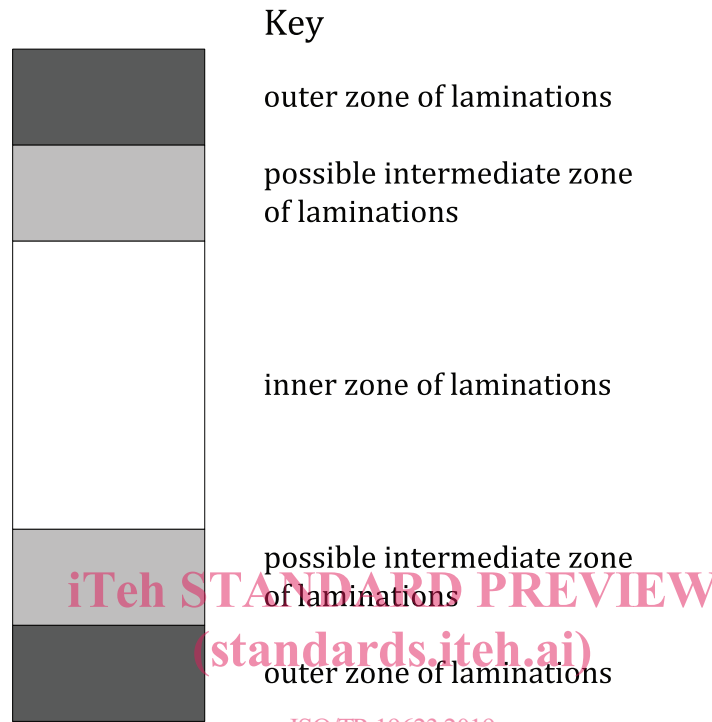 Key
outer zone of laminations
possible intermediate zone
of laminations
inner zone of laminations
possible intermediate zone
iTeh STANDARD PREVIEW
of laminations
(standards.iteh.ai)
outer zone of laminations